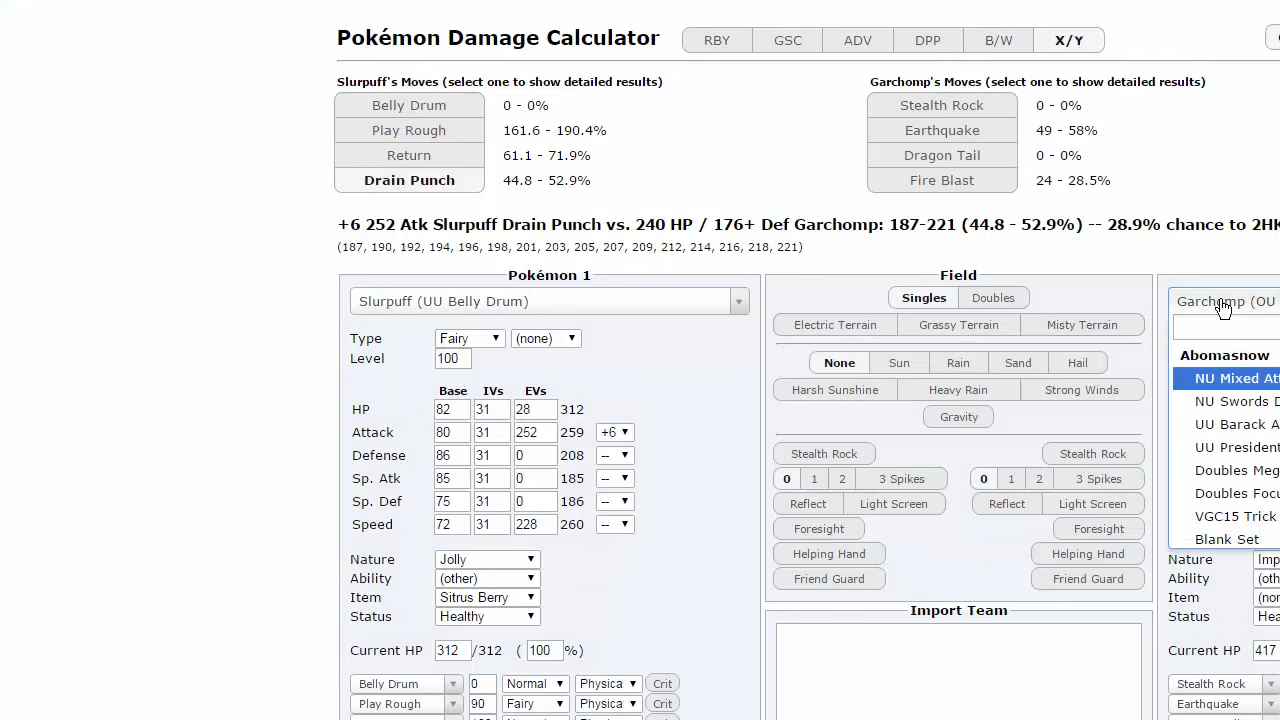 Pokémon Damage Calculator RBY GSC ADV DPP B/W X/Y
Slurpuff's Moves (select one to show detailed results) Garchomp's Moves (select one to show detailed results)
Belly Drum 0 - 0% Stealth Rock 0 - 0%
Play Rough 161.6 - 190.4% Earthquake 49 - 58%
Return 61.1 - 71.9% Dragon Tail 0 - 0%
Drain Punch 44.8 - 52.9% Fire Blast 24 - 28.5%
+6 252 Atk Slurpuff Drain Punch vs. 240 HP / 176+ Def Garchomp: 187-221 (44.8 - 52.9%) -- 28.9% chance to 2HK
(187, 190, 192, 194, 196, 198, 201, 203, 205, 207, 209, 212, 214, 216, 218, 221)
Pokémon 1
Slurpuff (UU Belly Drum)
Type Fairy (none)
Level 100
Base IVs EVs
HP 82 31 28 312
Attack 80 31 252 259 +6
Defense 86 31 0 208 --
Sp. Atk 85 31 0 185 --
Sp. Def 75 31 0 186 --
Speed 72 31 228 260 --
Nature Jolly
Ability (other)
Item Sitrus Berry
Status Healthy
Current HP 312 /312 ( 100 %)
Belly Drum 0 Normal Physica Crit
Play Rough 90 Fairy Physica Crit
Field
Singles Doubles
Electric Terrain Grassy Terrain Misty Terrain
None Sun Rain Sand Hail
Harsh Sunshine Heavy Rain Strong Winds
Gravity
Stealth Rock Stealth Rock
0 1 2 3 Spikes 0 1 2 3 Spikes
Reflect Light Screen Reflect Light Screen
Foresight Foresight
Helping Hand Helping Hand
Friend Guard Friend Guard
Import Team
Garchomp (OU
Abomasnow
NU Mixed Att
NU Swords D
UU Barack A
UU President
Doubles Meg
Doubles Focu
VGC15 Trick
Blank Set
Nature Imp
Ability (oth
Item (non
Status Hea
Current HP 417
Stealth Rock
Earthquake